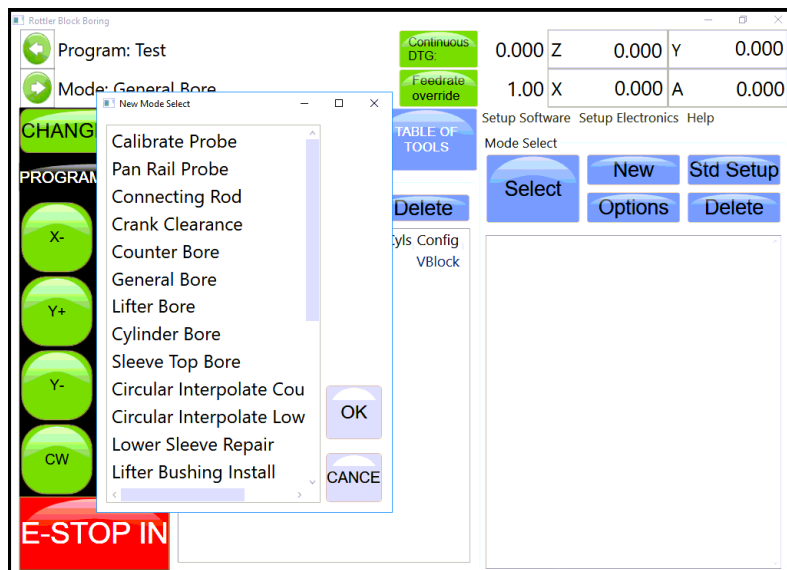 Rottler Block Boring
Program: Test
Continuous
DTG:
0.000 Z 0.000 Y 0.000
Mode: General Bore
Feedrate
override
1.00 X 0.000 A 0.000
New Mode Select
CHANG
TABLE OF
TOOLS
Setup Software Setup Electronics Help
Mode Select
Select
New
Std Setup
Options
Delete
PROGRAM
Delete
Cyls Config
VBlock
Calibrate Probe
Pan Rail Probe
Connecting Rod
Crank Clearance
Counter Bore
General Bore
Lifter Bore
Cylinder Bore
Sleeve Top Bore
Circular Interpolate Cou
Circular Interpolate Low
Lower Sleeve Repair
Lifter Bushing Install
OK
CANCE
X-
Y+
Y-
CW
E-STOP IN